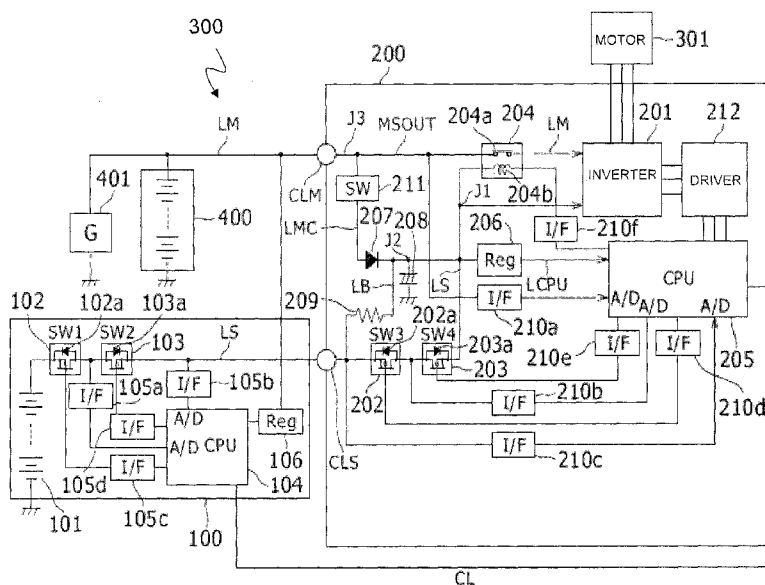 300
MOTOR
301
200
LM
J3
MSOUT
204a
204
LM
201
212
401
CLM
SW
211
204b
INVERTER
DRIVER
G
400
LMC
207
208
J1
206
I/F
210f
J2
Reg
LCPU
CPU
LB
LS
I/F
A/D
A/D
A/D
209
210a
205
102
SW1
102a
SW2
103a
103
LS
202a
SW3
SW4
203a
210e
I/F
I/F
I/F
105b
202
203
210b
210d
105a
I/F
I/F
A/D
A/D
CPU
Reg
CLS
I/F
I/F
106
I/F
210c
105d
104
101
105c
100
CL